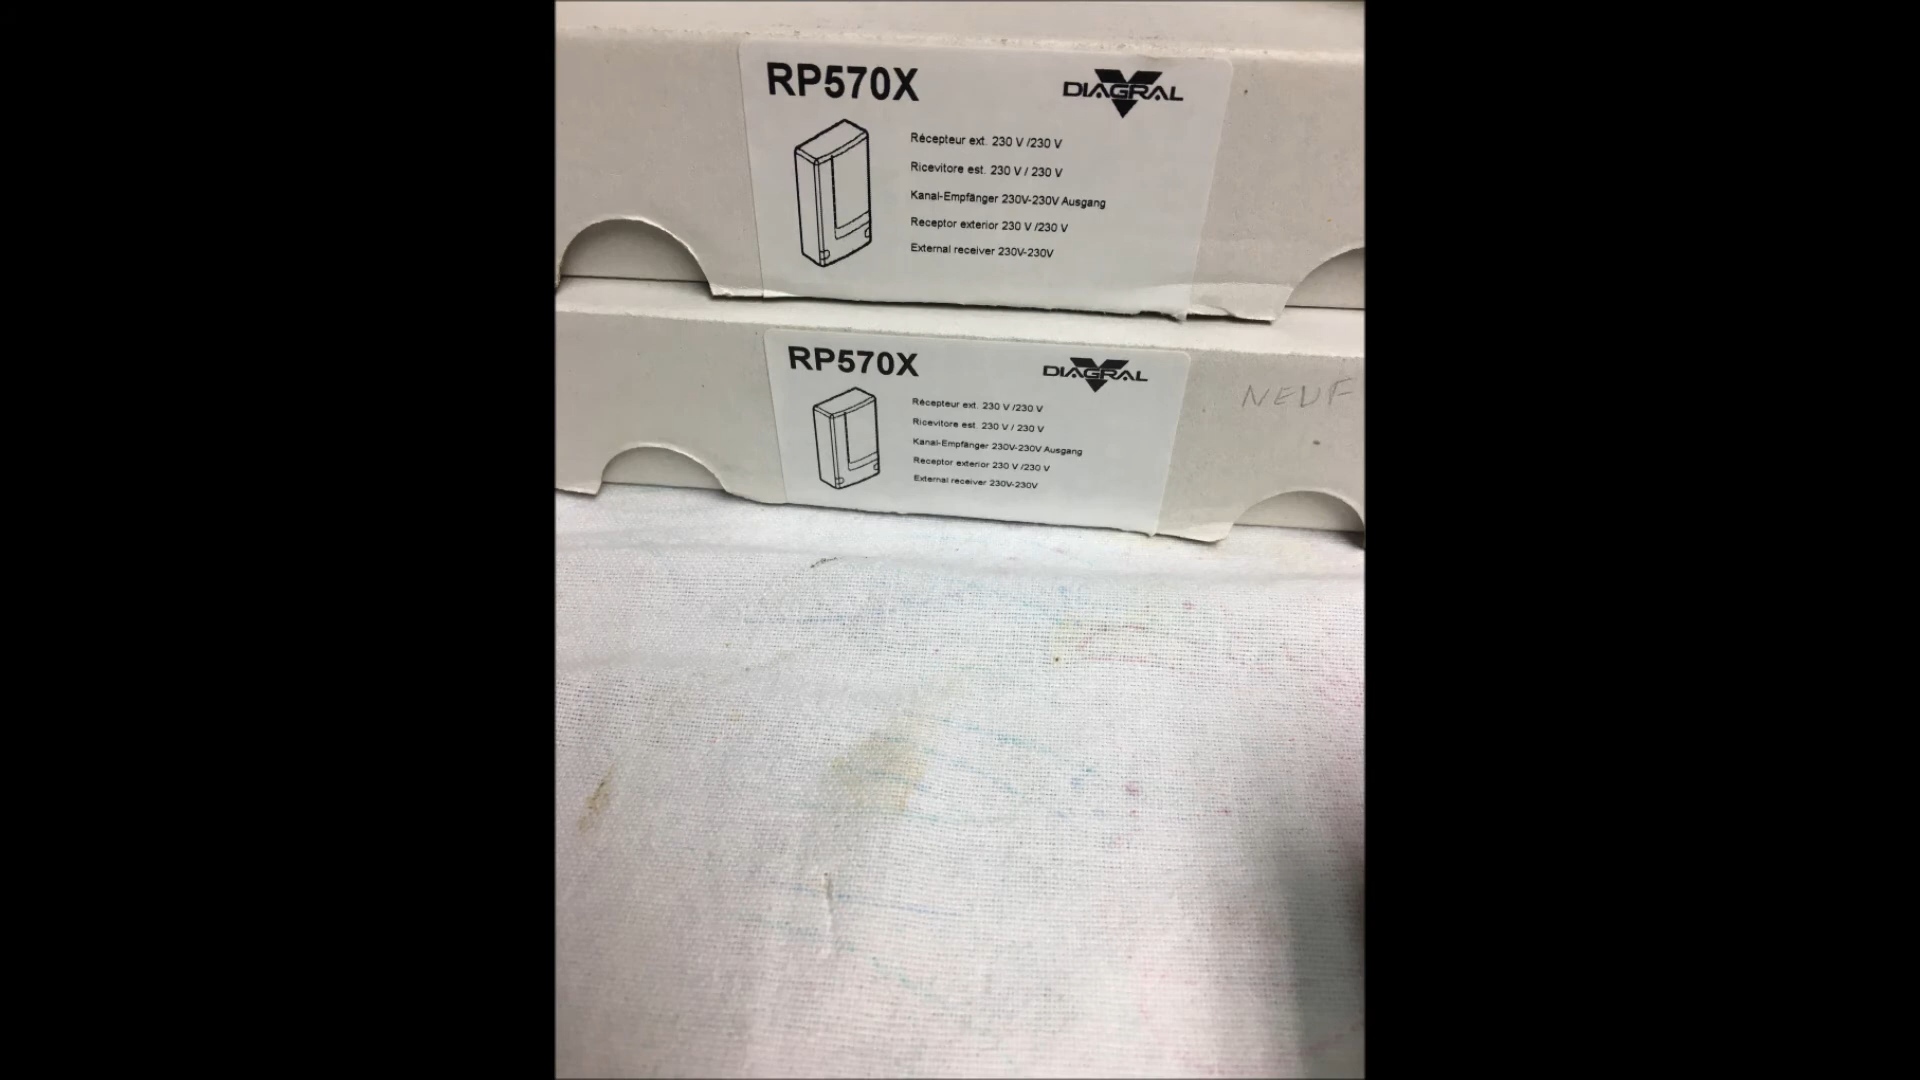 RP570X
DIAGRAL
Récepteur ext. 230 V /230 V
Ricevitore est. 230 V / 230 V
Kanal-Empfänger 230V-230V Ausgang
Receptor exterior 230 V /230 V
External receiver 230V-230V
RP570X
DIAGRAL
Récepteur ext. 230 V /230 V
Ricevitore est. 230 V / 230 V
Kanal-Empfänger 230V-230V Ausgang
Receptor exterior 230 V /230 V
External receiver 230V-230V
NEUF